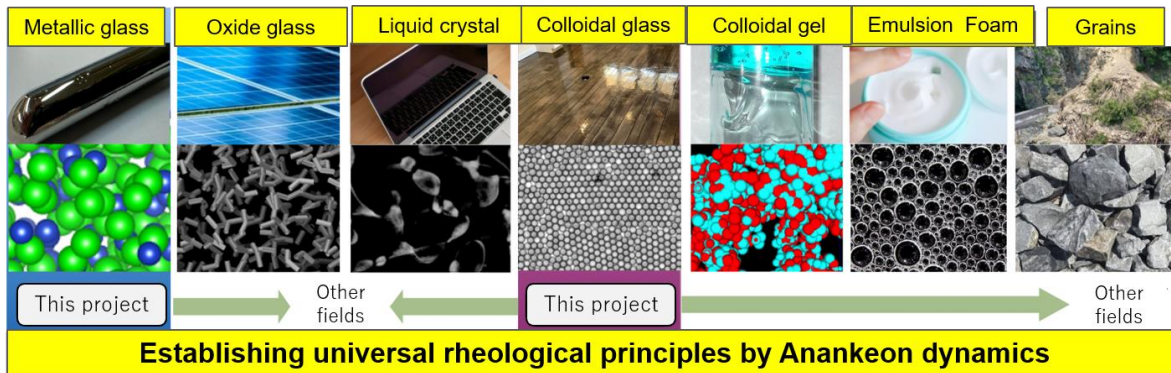 Metallic glass
Oxide glass
Liquid crystal
Colloidal glass
Colloidal gel
Emulsion Foam
Grains
This project
Other
fields
This project
Other
fields
Establishing universal rheological principles by Anankeon dynamics